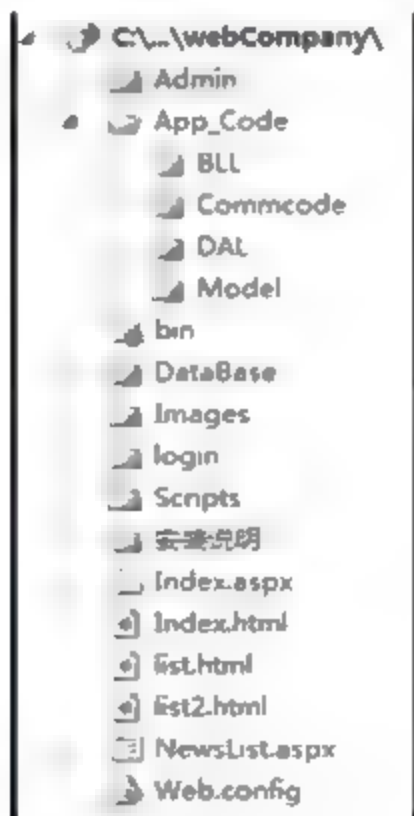 C:\...\webCompany\
Admin
App_Code
BLL
Commcode
DAL
Model
bin
DataBase
Images
login
Scripts
安装说明
Index.aspx
Index.html
list.html
list2.html
NewsList.aspx
Web.config